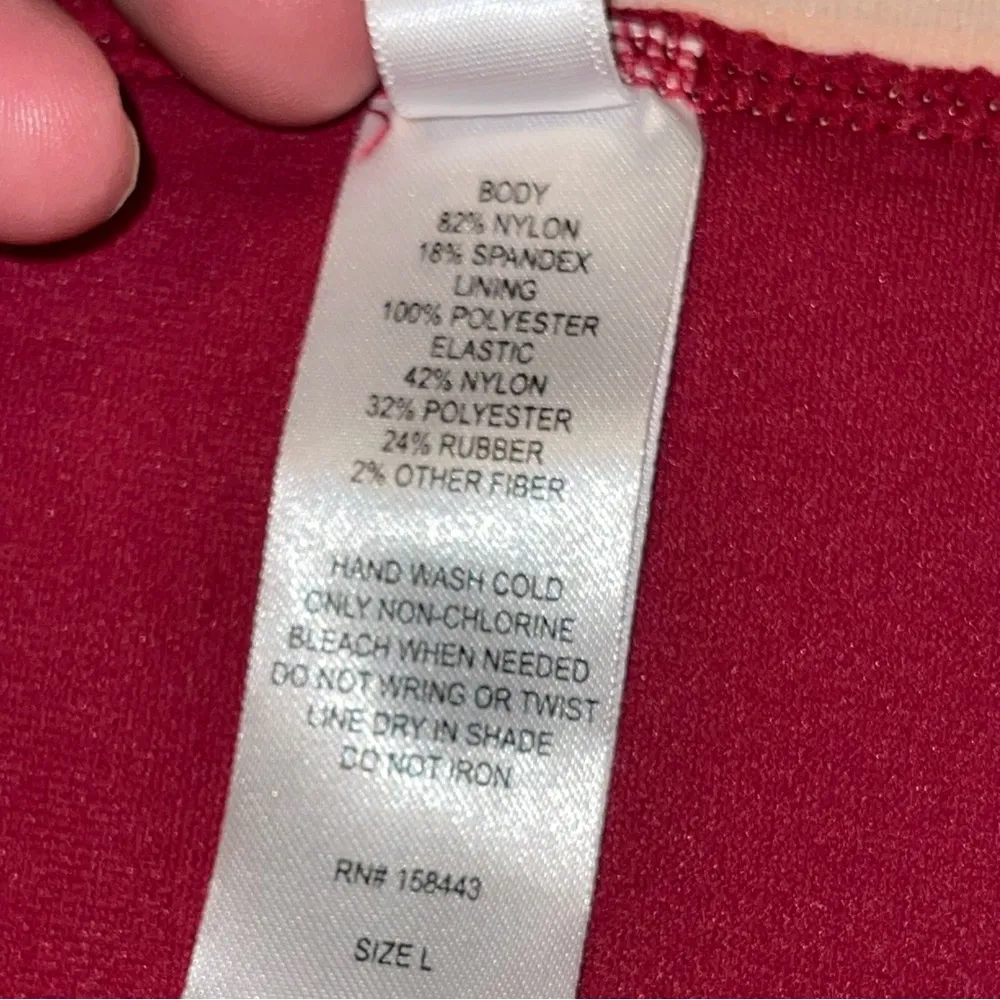 BODY
82% NYLON
18% SPANDEX
LINING
100% POLYESTER
ELASTIC
42% NYLON
32% POLYESTER
24% RUBBER
2% OTHER FIBER
HAND WASH COLD
ONLY NON-CHLORINE
BLEACH WHEN NEEDED
DO NOT WRING OR TWIST
LINE DRY IN SHADE
DO NOT IRON
RN# 158443
SIZE L